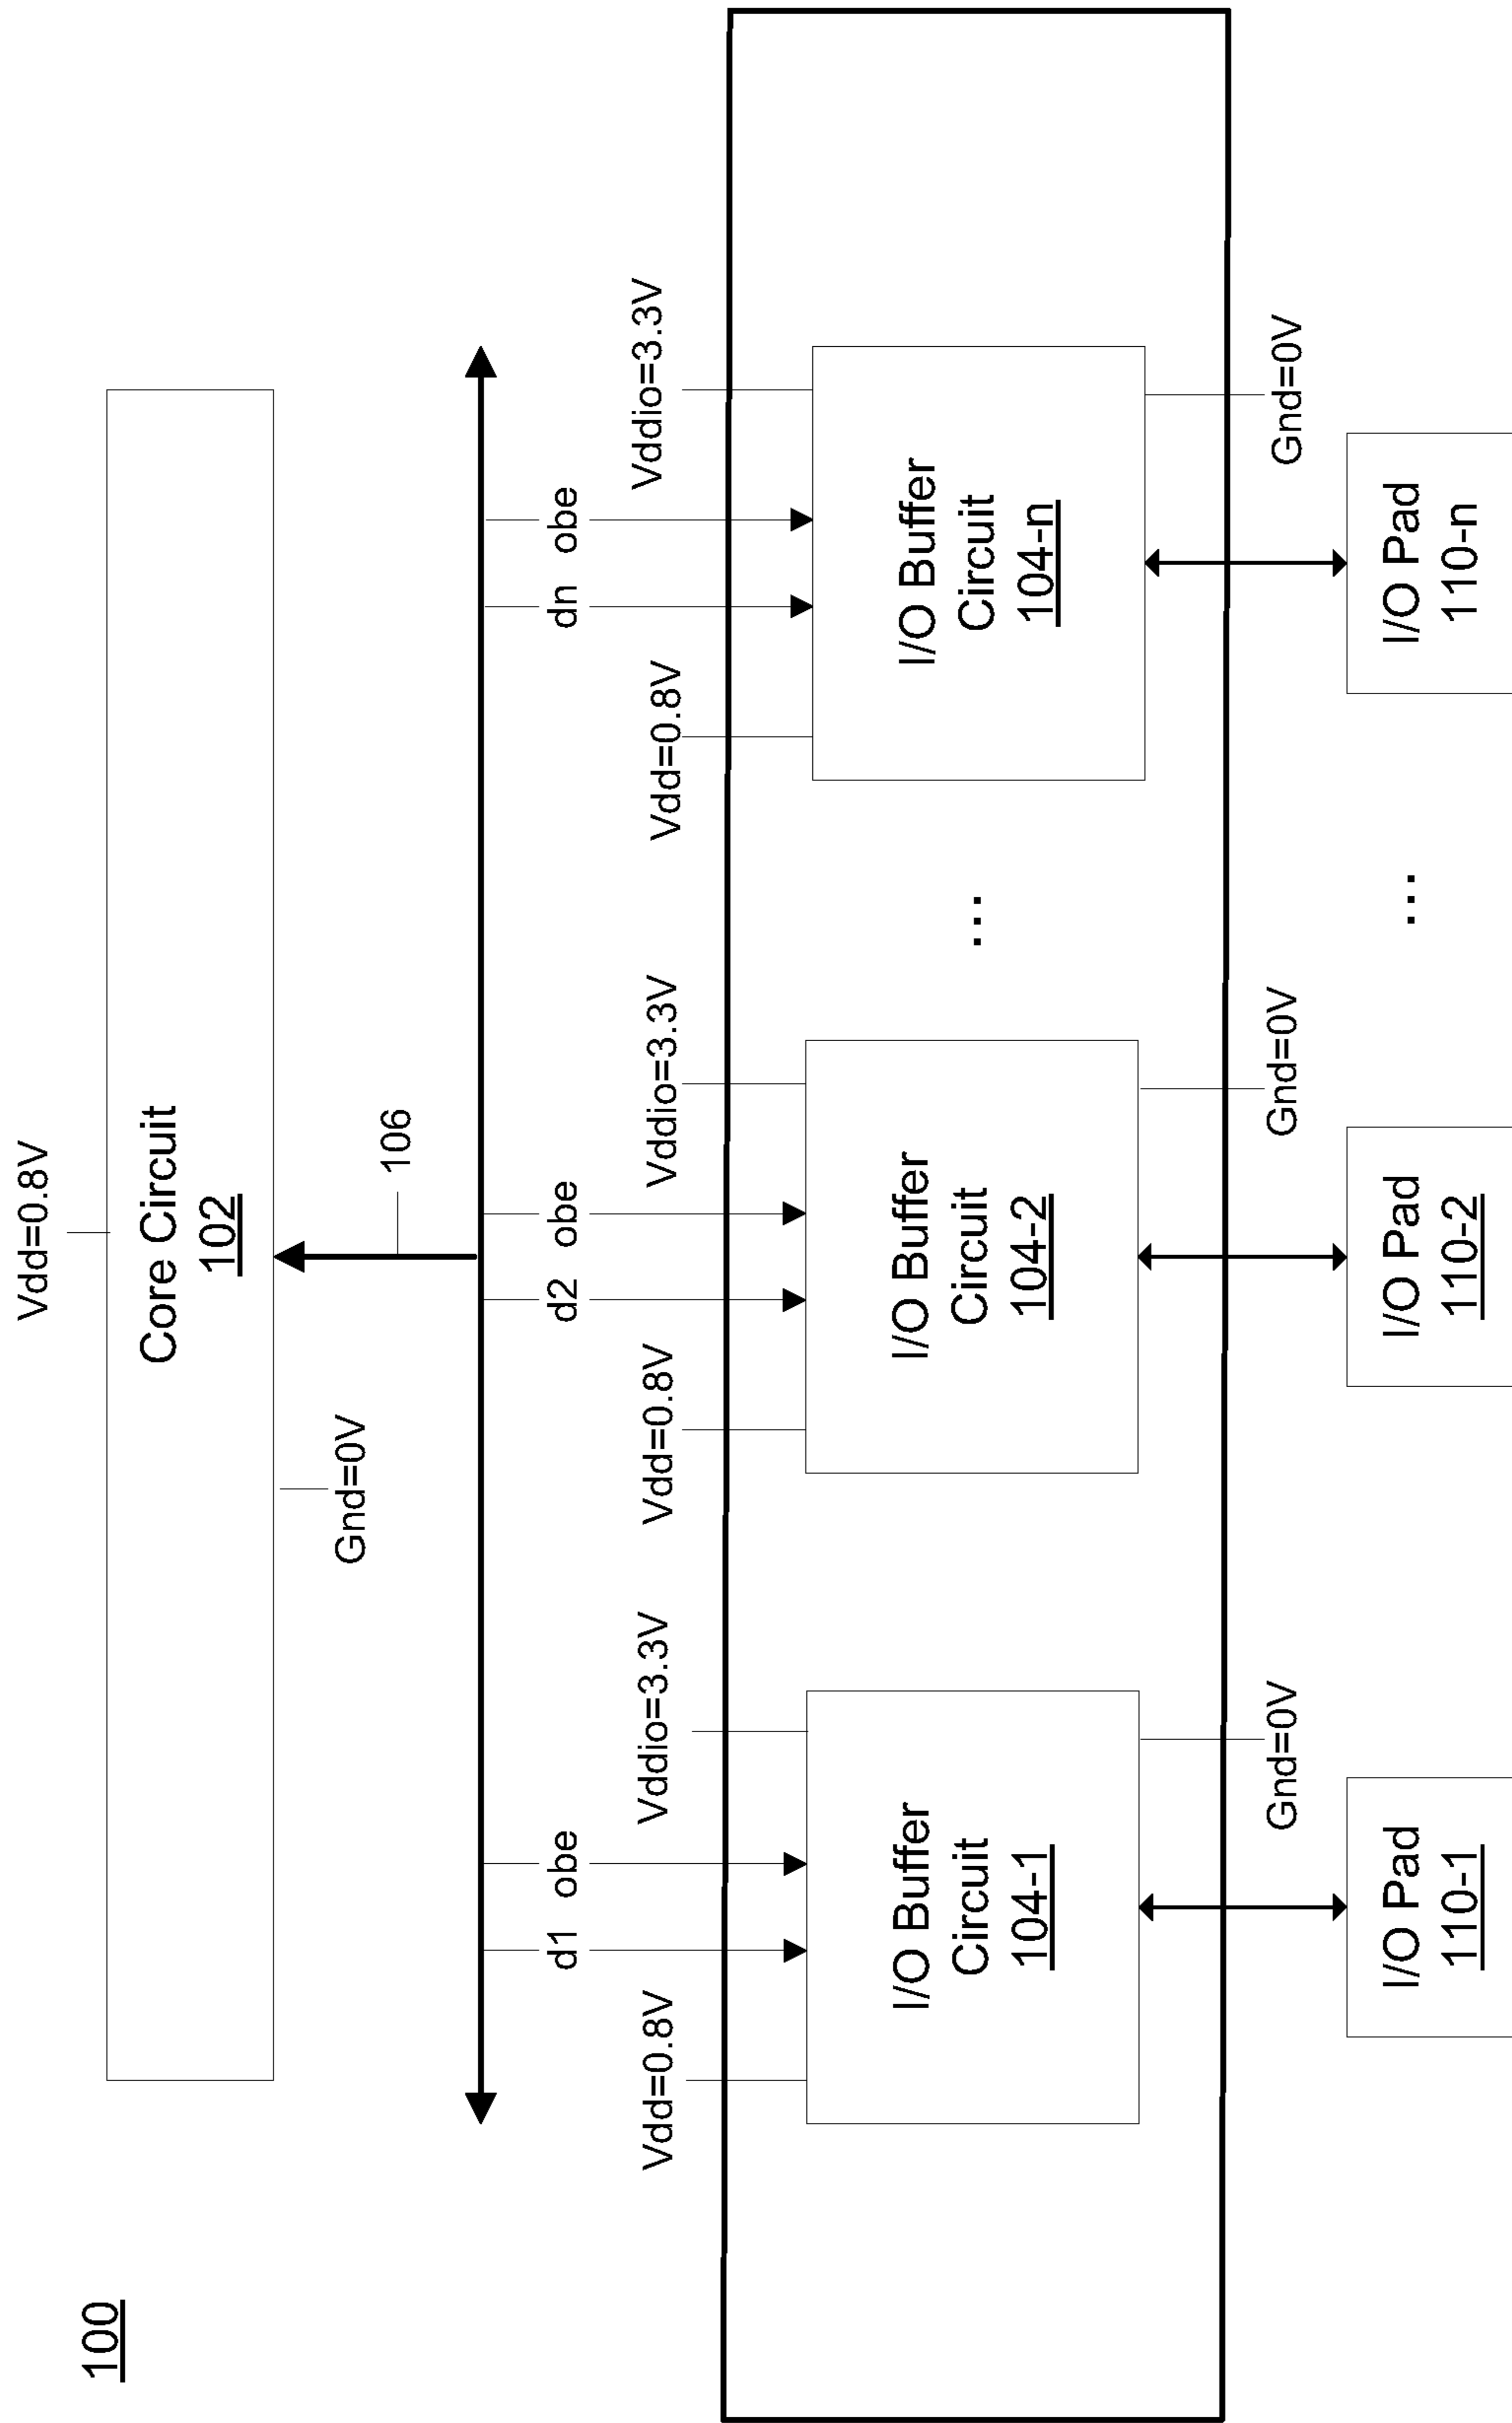 100
Vdd=0.8V
Core Circuit
102
Gnd=0V
106
d1 obe
d2 obe
dn obe
Vdd=0.8V
Vddio=3.3V
Vdd=0.8V
Vddio=3.3V
Vdd=0.8V
Vddio=3.3V
I/O Buffer
Circuit
104-1
I/O Buffer
Circuit
104-2
...
I/O Buffer
Circuit
104-n
Gnd=0V
Gnd=0V
Gnd=0V
I/O Pad
110-1
I/O Pad
110-2
...
I/O Pad
110-n